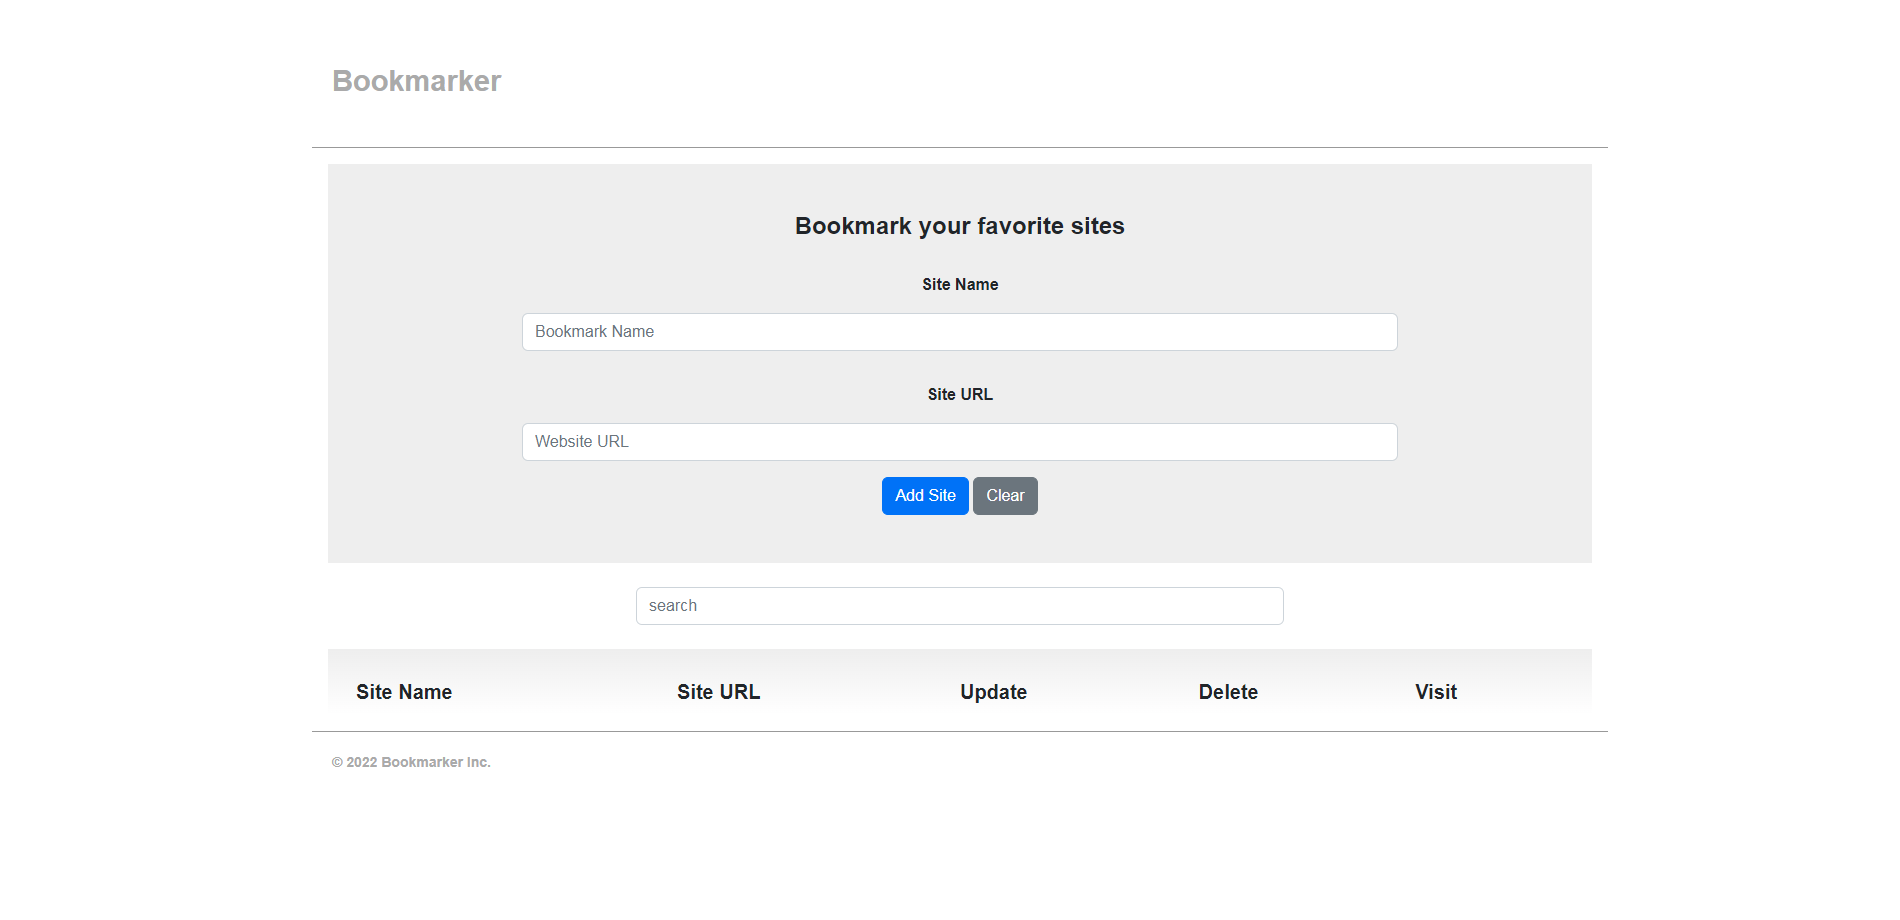 Bookmarker
Bookmark your favorite sites
Site Name
Bookmark Name
Site URL
Website URL
Add Site Clear
search
Site Name Site URL Update Delete Visit
© 2022 Bookmarker Inc.